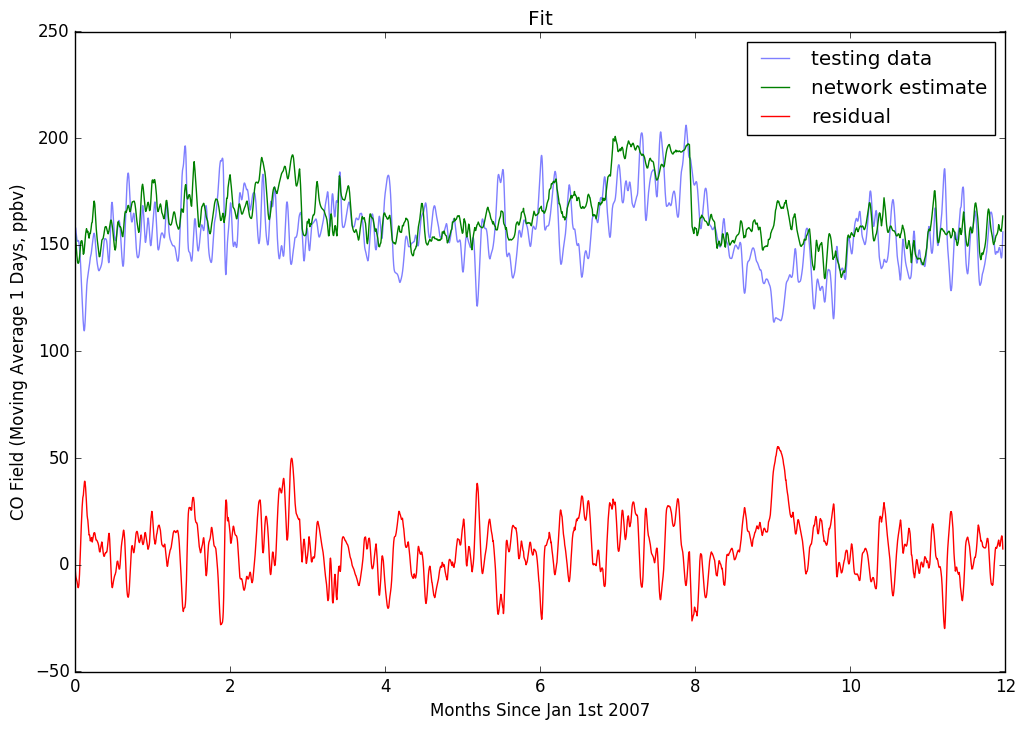 Fit
250
200
150
100
50
0
−50
CO Field (Moving Average 1 Days, ppbv)
testing data
network estimate
residual
0 2 4 6 8 10 12
Months Since Jan 1st 2007